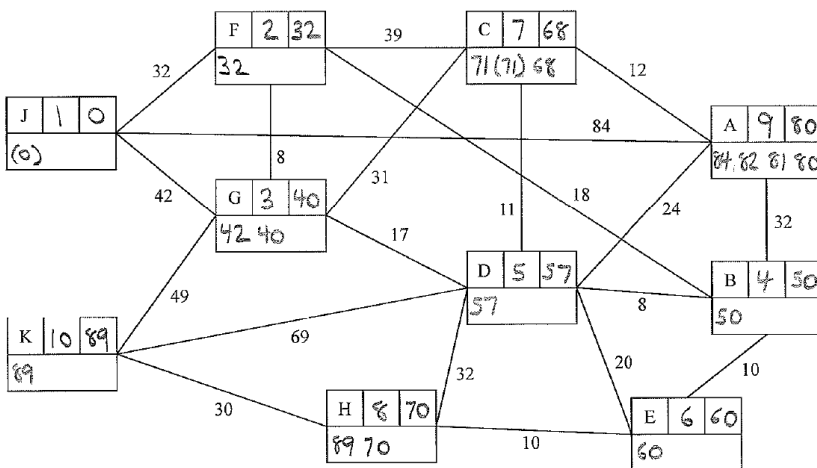 F 2 32
32
39
C 7 68
71 (71) 68
32
12
J 1 0
(0)
84
A 9 80
84 82 81 80
8
42
31
18
24
G 3 40
42 40
17
11
32
D 5 57
57
8
B 4 50
50
49
69
K 10 89
89
32
20
10
30
H 8 70
89 70
10
E 6 60
60